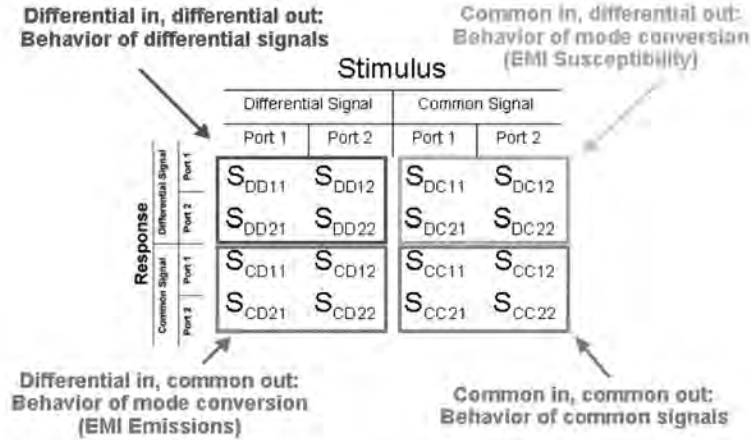 Differential in, differential out:
Behavior of differential signals
Common in, differential out:
Behavior of mode conversion
(EMI Susceptibility)
Stimulus
Differential Signal
Common Signal
Port 1
Port 2
Port 1
Port 2
Response
Differential Signal
Common Signal
Port 1
Port 2
Port 1
Port 2
SDD11 SDD12 SDC11 SDC12
SDD21 SDD22 SDC21 SDC22
SCD11 SCD12 SCC11 SCC12
SCD21 SCD22 SCC21 SCC22
Differential in, common out:
Behavior of mode conversion
(EMI Emissions)
Common in, common out:
Behavior of common signals